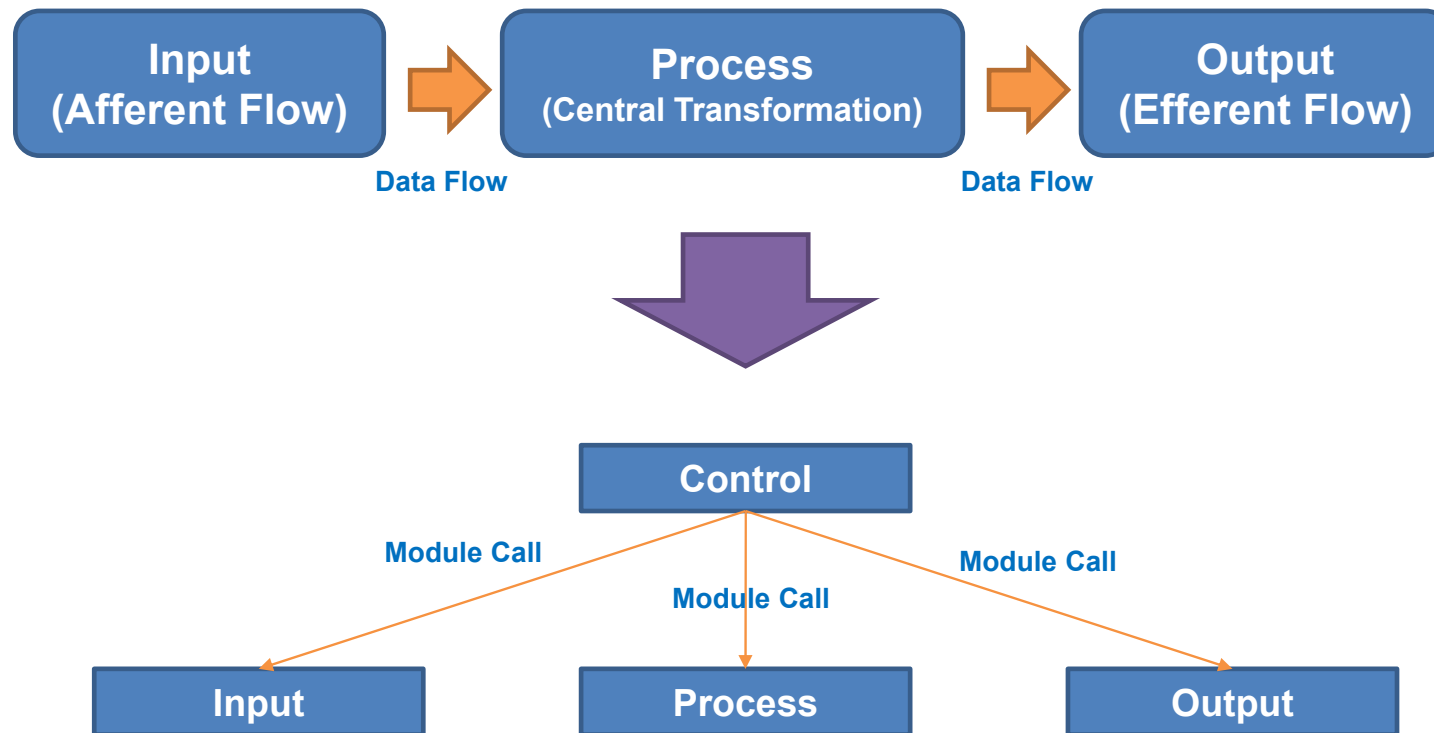 Input
(Afferent Flow)
Process
(Central Transformation)
Output
(Efferent Flow)
Data Flow
Data Flow
Control
Module Call
Module Call
Module Call
Input
Process
Output